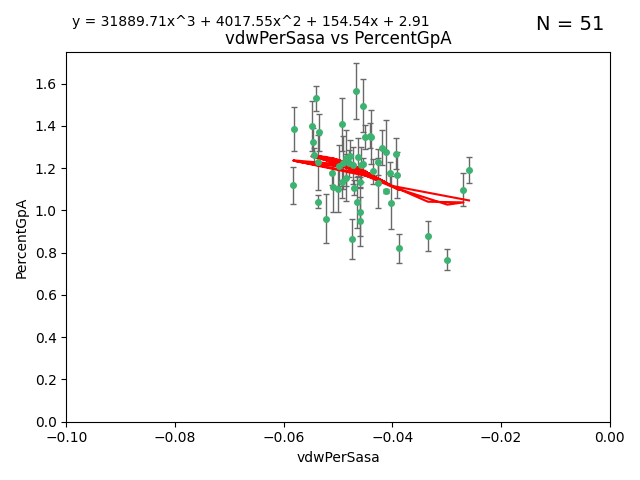 y = 31889.71x^3 + 4017.55x^2 + 154.54x + 2.91
N = 51
vdwPerSasa vs PercentGpA
1.6
1.4
1.2
1.0
0.8
0.6
0.4
0.2
0.0
PercentGpA
−0.10 −0.08 −0.06 −0.04 −0.02 0.00
vdwPerSasa